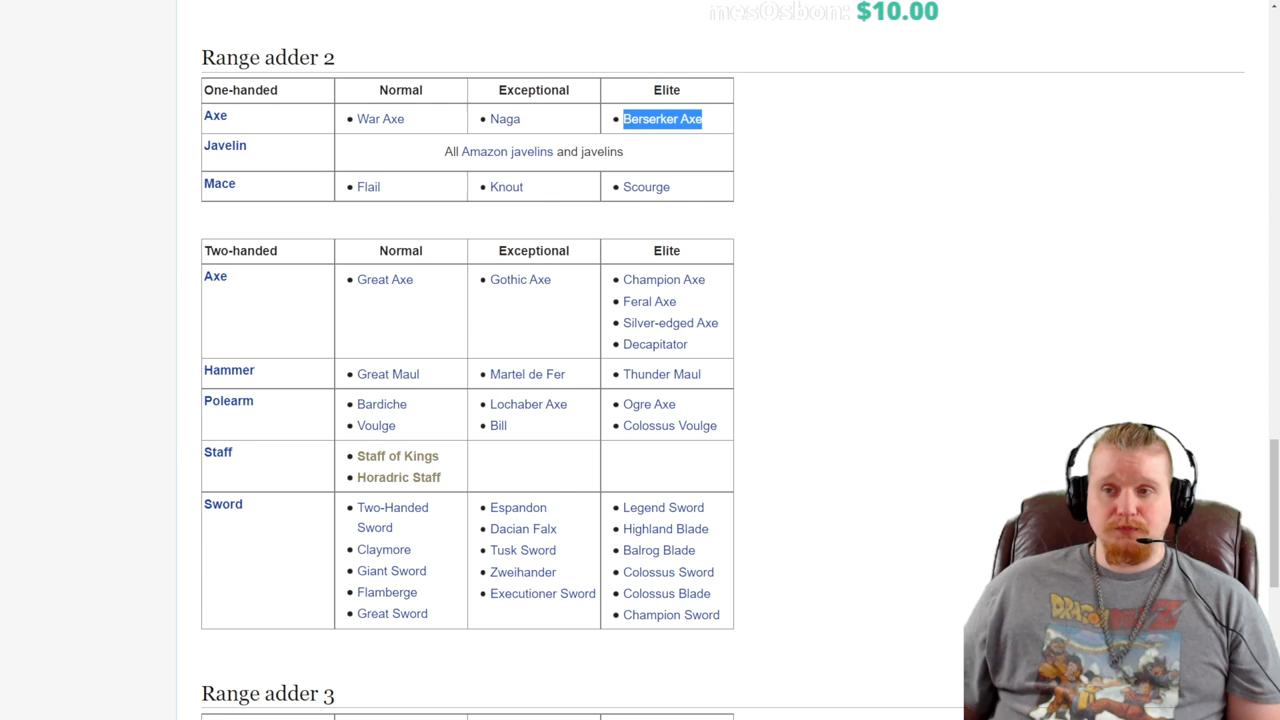 mesQsbon: $10.00
Range adder 2
One-handed Normal Exceptional Elite
Axe • War Axe • Naga • Berserker Axe
Javelin All Amazon javelins and javelins
Mace • Flail • Knout • Scourge
Two-handed Normal Exceptional Elite
Axe • Great Axe • Gothic Axe • Champion Axe
• Feral Axe
• Silver-edged Axe
• Decapitator
Hammer • Great Maul • Martel de Fer • Thunder Maul
Polearm • Bardiche • Lochaber Axe • Ogre Axe
• Voulge • Bill • Colossus Voulge
Staff • Staff of Kings
• Horadric Staff
Sword • Two-Handed Sword • Espandon • Legend Sword
• Claymore • Dacian Falx • Highland Blade
• Giant Sword • Tusk Sword • Balrog Blade
• Flamberge • Zweihander • Colossus Sword
• Great Sword • Executioner Sword • Colossus Blade
• Champion Sword
DRAGON BALL Z
Range adder 3